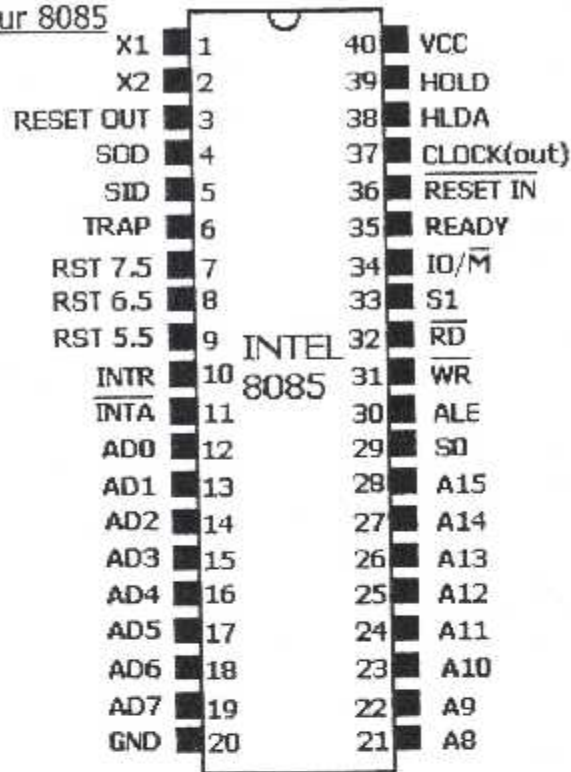 ur 8085
X1 1 40 VCC
X2 2 39 HOLD
RESET OUT 3 38 HLDA
SOD 4 37 CLOCK(out)
SID 5 36 RESET IN
TRAP 6 35 READY
RST 7.5 7 34 IO/M
RST 6.5 8 33 S1
RST 5.5 9 32 RD
INTEL
INTR 10 31 WR
8085
INTA 11 30 ALE
AD0 12 29 S0
AD1 13 28 A15
AD2 14 27 A14
AD3 15 26 A13
AD4 16 25 A12
AD5 17 24 A11
AD6 18 23 A10
AD7 19 22 A9
GND 20 21 A8